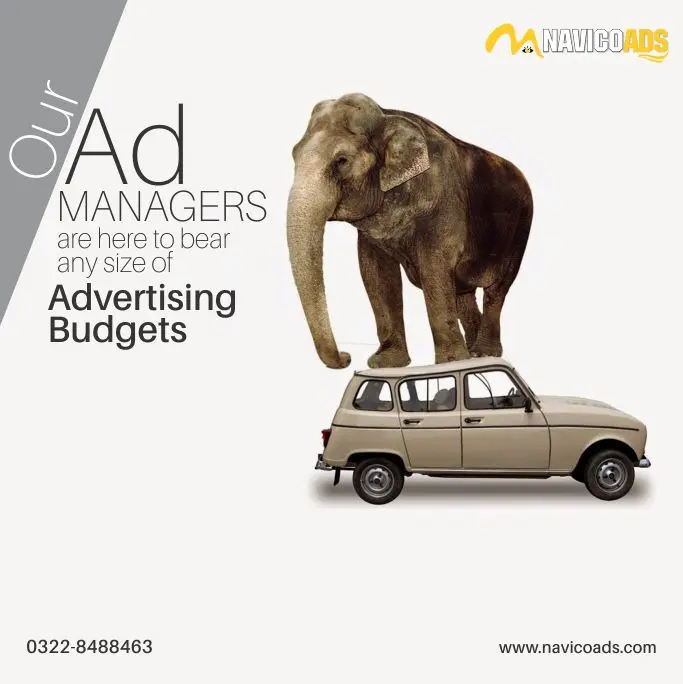 NAVICOADS
Our
Ad
MANAGERS
are here to bear
any size of
Advertising
Budgets
0322-8488463
www.navicoads.com